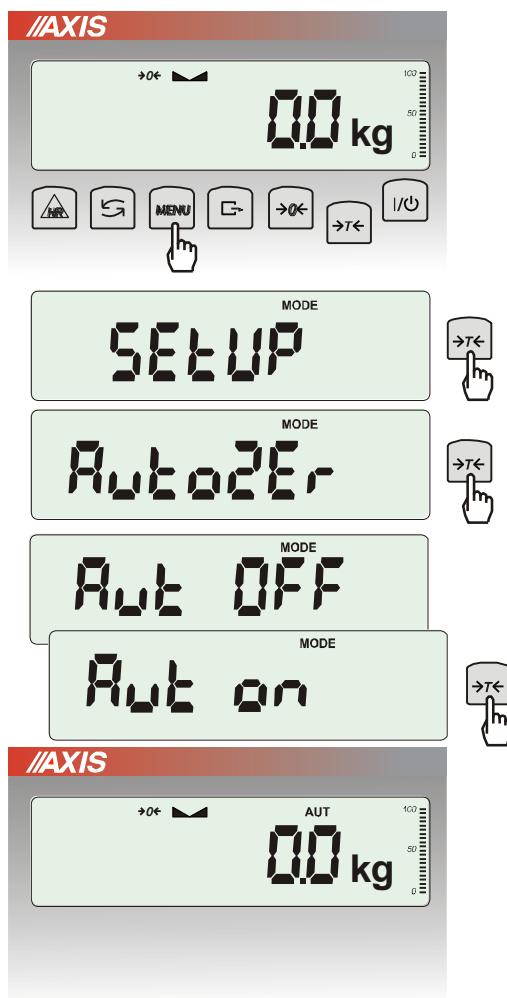 AXIS
→0←
0.0 kg
100
50
0
HR
MENU
→0←
→T←
I/⏻
MODE
SEtUP
→T←
MODE
AutoZEr
→T←
MODE
Aut OFF
MODE
Aut on
→T←
AXIS
→0← AUT
0.0 kg
100
50
0